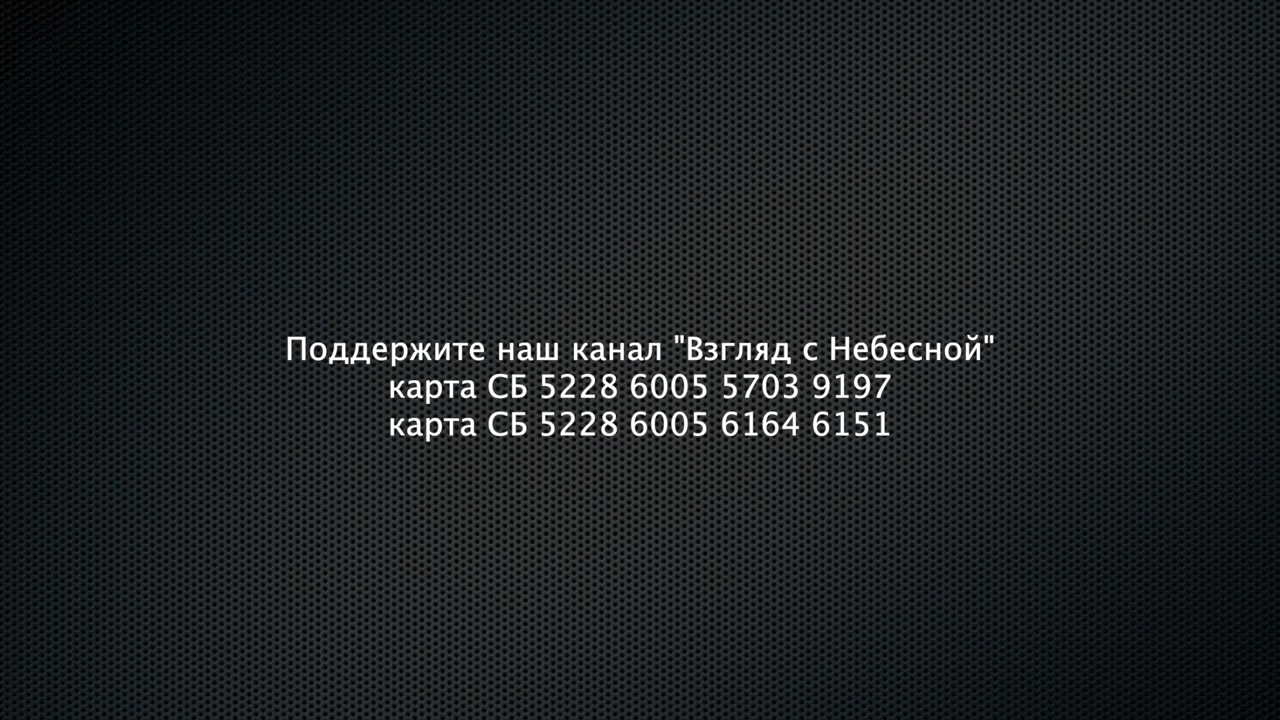 Поддержите наш канал "Взгляд с Небесной"
карта СБ 5228 6005 5703 9197
карта СБ 5228 6005 6164 6151